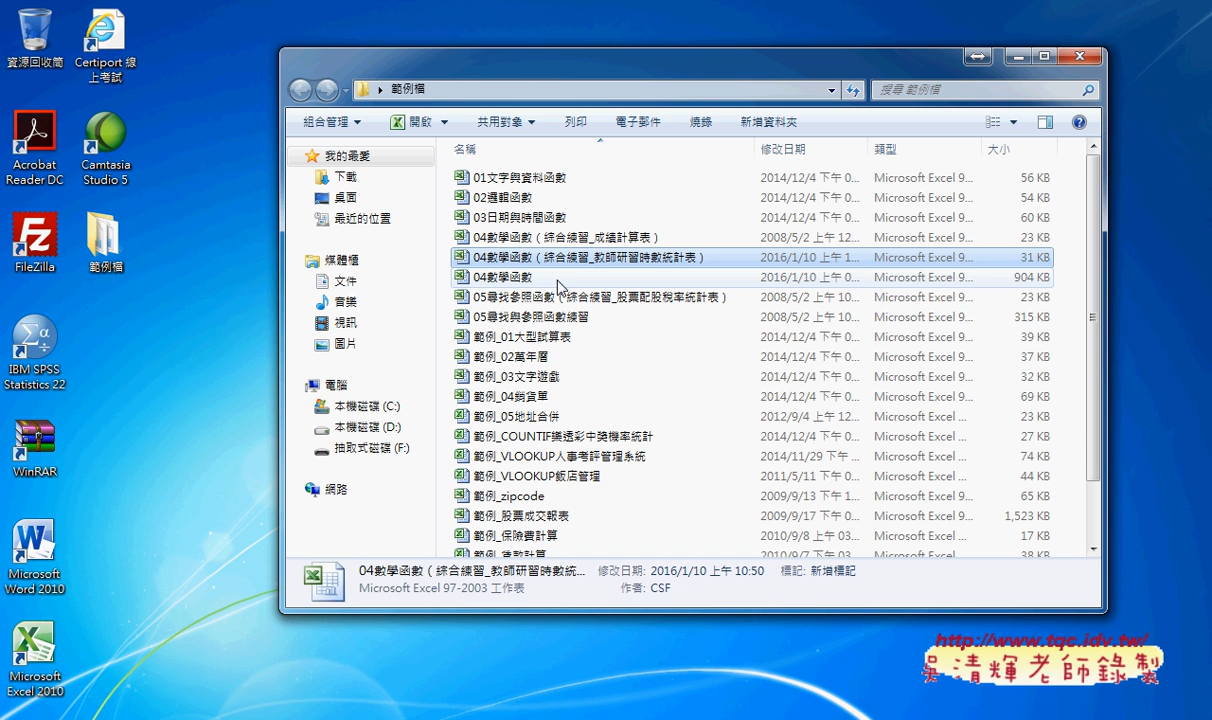 資源回收筒
Certiport 線
上考試
Acrobat
Reader DC
Camtasia
Studio 5
FileZilla
範例檔
IBM SPSS
Statistics 22
WinRAR
Microsoft
Word 2010
Microsoft
Excel 2010
範例檔
搜尋 範例檔
組合管理 開啟 共用對象 列印 電子郵件 燒錄 新增資料夾
我的最愛
下載
桌面
最近的位置
媒體櫃
文件
音樂
視訊
圖片
電腦
本機磁碟 (C:)
本機磁碟 (D:)
抽取式磁碟 (F:)
網路
名稱 修改日期 類型 大小
01文字與資料函數 2014/12/4 下午 0... Microsoft Excel 9... 56 KB
02邏輯函數 2014/12/4 下午 0... Microsoft Excel 9... 54 KB
03日期與時間函數 2014/12/4 下午 0... Microsoft Excel 9... 60 KB
04數學函數（綜合練習_成績計算表） 2008/5/2 上午 12... Microsoft Excel 9... 23 KB
04數學函數（綜合練習_教師研習時數統計表） 2016/1/10 上午 1... Microsoft Excel 9... 31 KB
04數學函數 2016/1/10 上午 0... Microsoft Excel 9... 904 KB
05尋找參照函數（綜合練習_股票配股稅率統計表） 2008/5/2 上午 10... Microsoft Excel 9... 23 KB
05尋找與參照函數練習 2008/5/2 上午 10... Microsoft Excel 9... 315 KB
範例_01大型試算表 2014/12/4 下午 0... Microsoft Excel 9... 39 KB
範例_02萬年曆 2014/12/4 下午 0... Microsoft Excel 9... 37 KB
範例_03文字遊戲 2014/12/4 下午 0... Microsoft Excel 9... 32 KB
範例_04銷貨單 2014/12/4 下午 0... Microsoft Excel 9... 69 KB
範例_05地址合併 2012/9/4 上午 12... Microsoft Excel ... 23 KB
範例_COUNTIF樂透彩中獎機率統計 2014/12/4 下午 0... Microsoft Excel ... 27 KB
範例_VLOOKUP人事考評管理系統 2014/11/29 下午 ... Microsoft Excel ... 74 KB
範例_VLOOKUP飯店管理 2011/5/11 下午 0... Microsoft Excel ... 44 KB
範例_zipcode 2009/9/13 下午 1... Microsoft Excel 9... 65 KB
範例_股票成交報表 2009/9/17 下午 0... Microsoft Excel 9... 1,523 KB
範例_保險費計算 2010/9/8 上午 03... Microsoft Excel 9... 17 KB
範例_貸款計算 2010/9/7 下午 03... Microsoft Excel 9... 38 KB
04數學函數（綜合練習_教師研習時數統... 修改日期: 2016/1/10 上午 10:50 標記: 新增標記
Microsoft Excel 97-2003 工作表 作者: CSF
http://www.tqc.idv.tw/
吳清輝老師錄製